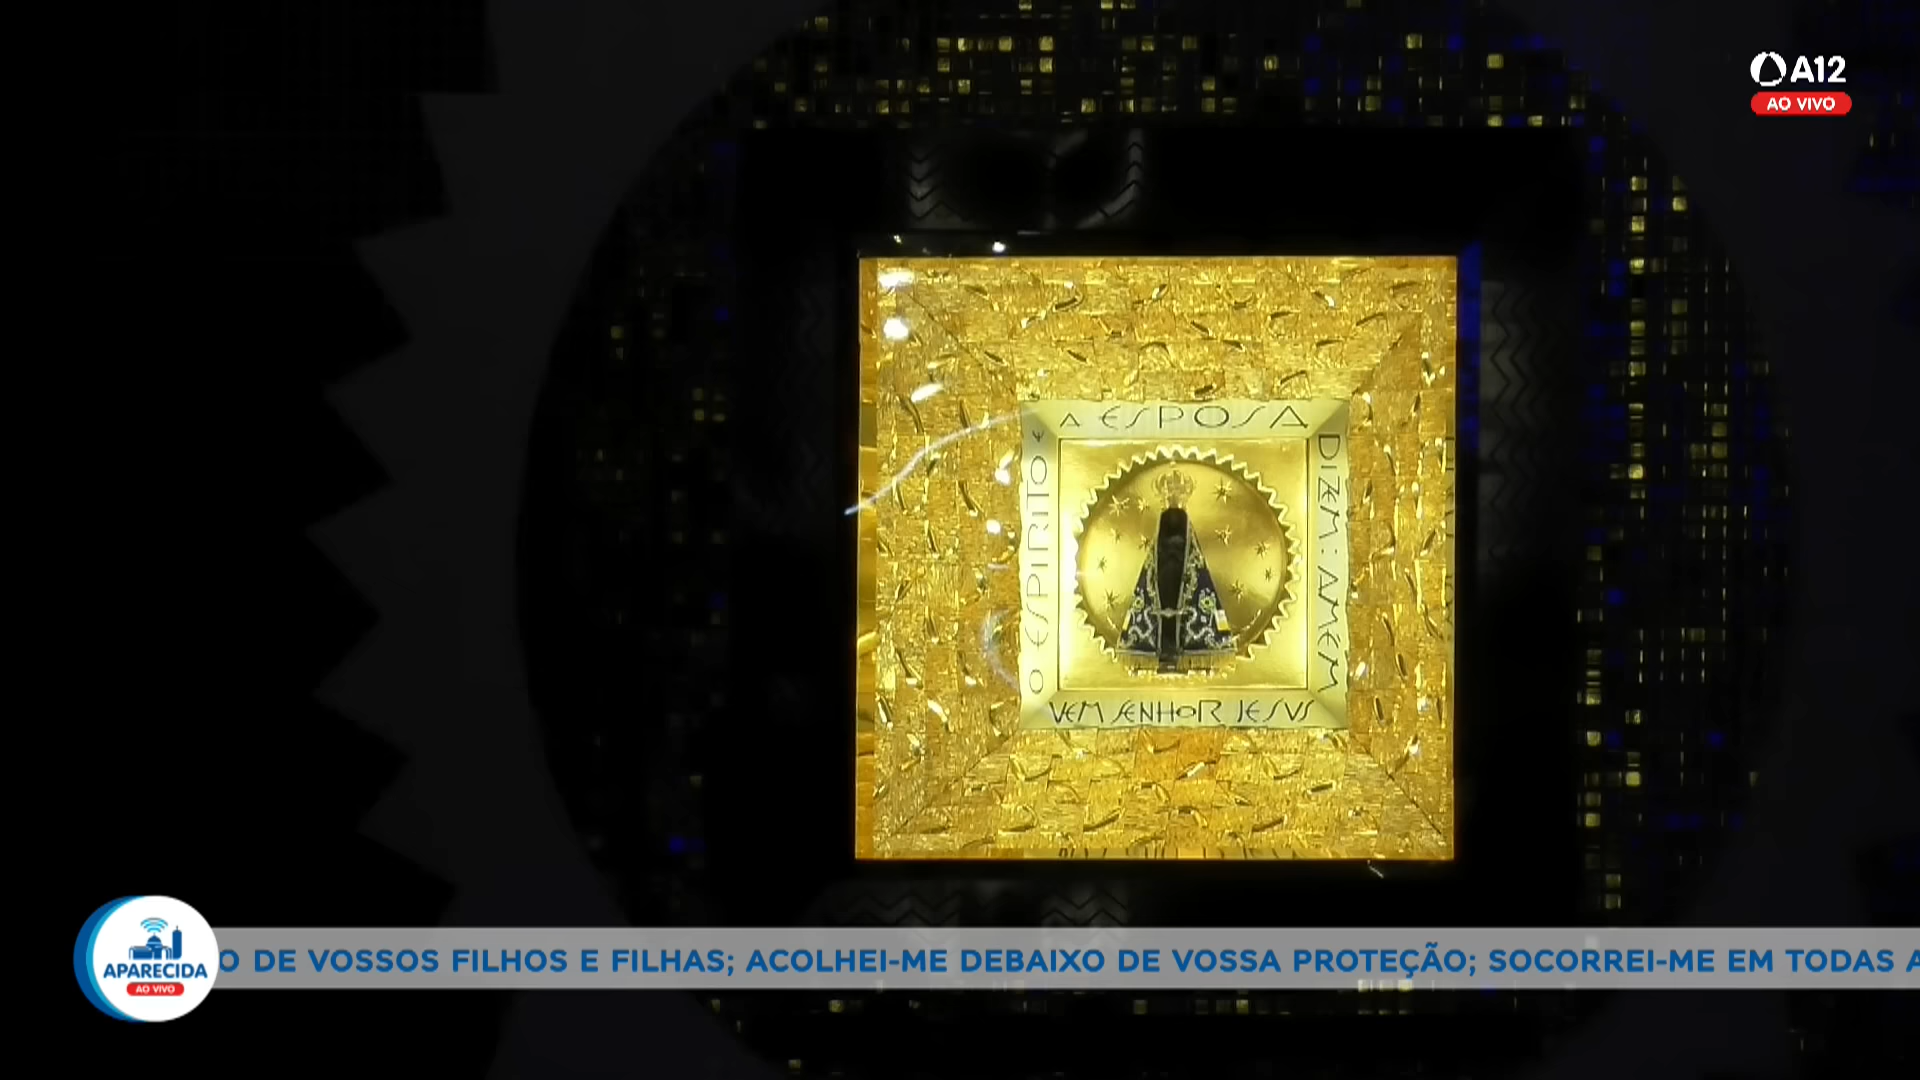 A12
AO VIVO
O ESPIRITO E
A ESPOSA
DIZEM: AMÉM
VEM SENHOR JESUS
APARECIDA
AO VIVO
O DE VOSSOS FILHOS E FILHAS; ACOLHEI-ME DEBAIXO DE VOSSA PROTEÇÃO; SOCORREI-ME EM TODAS A